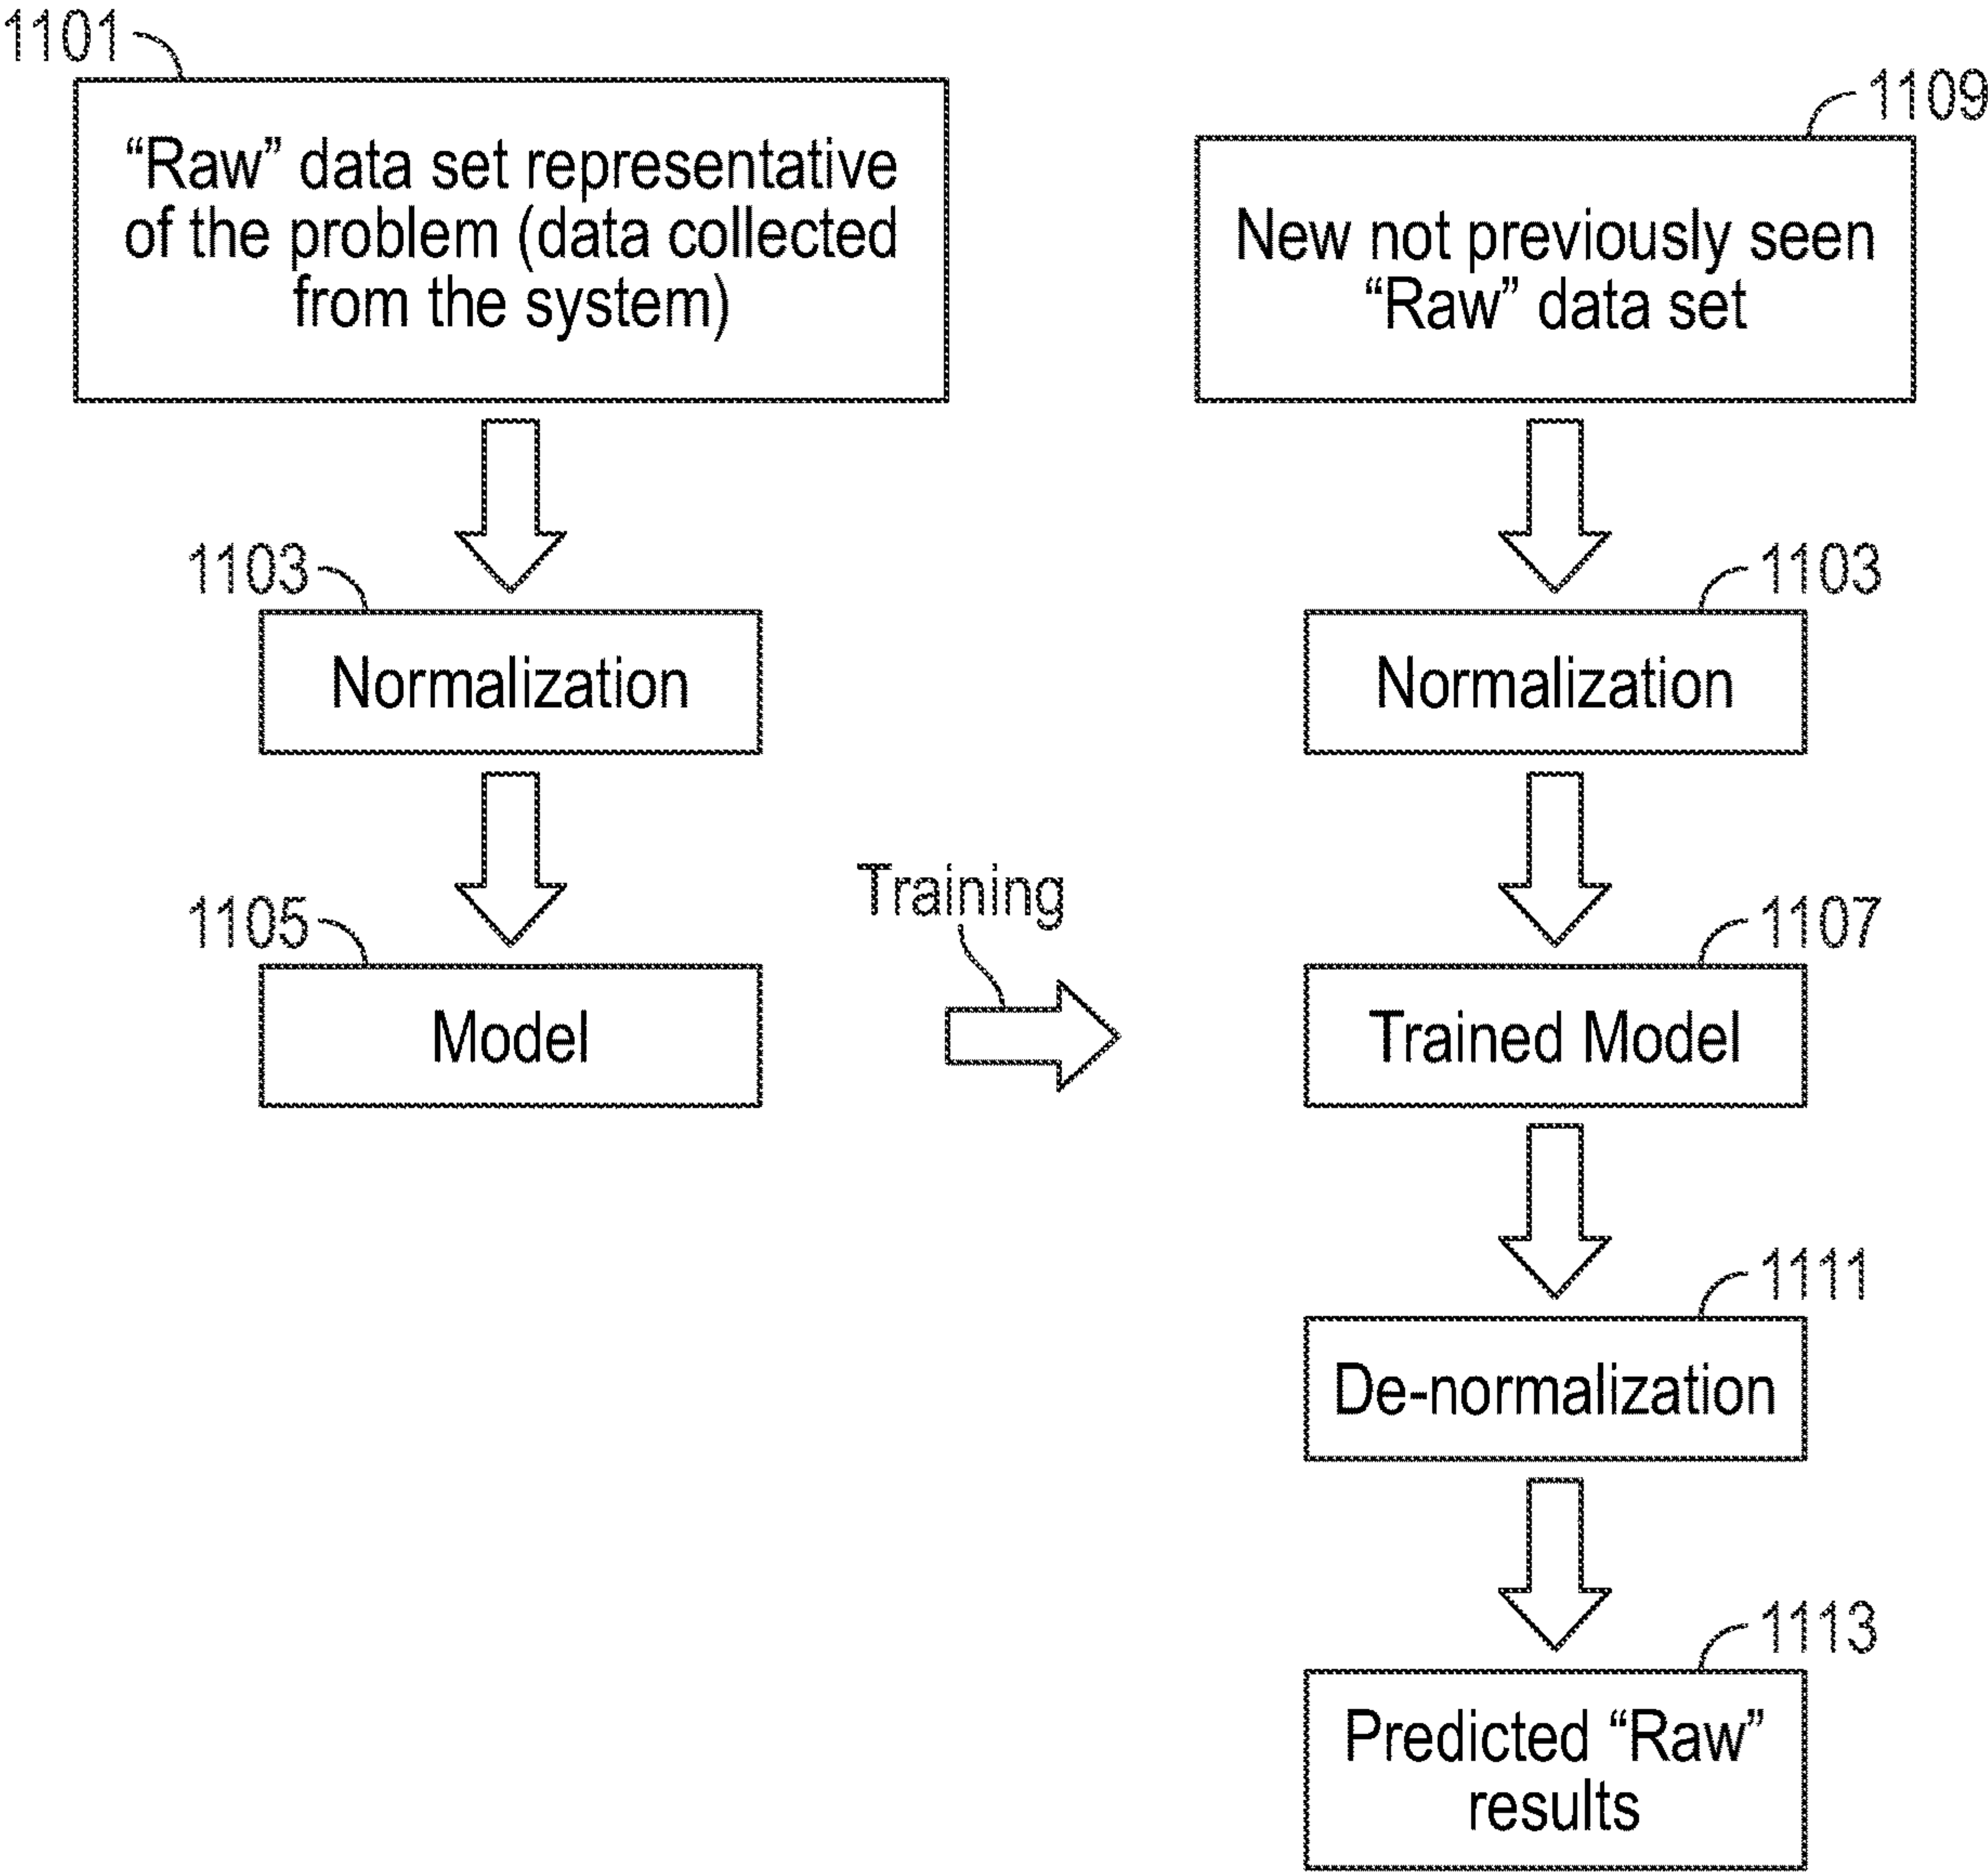 1101
“Raw” data set representative
of the problem (data collected
from the system)
1103
Normalization
1105
Model
Training
1109
New not previously seen
“Raw” data set
1103
Normalization
1107
Trained Model
1111
De-normalization
1113
Predicted “Raw”
results